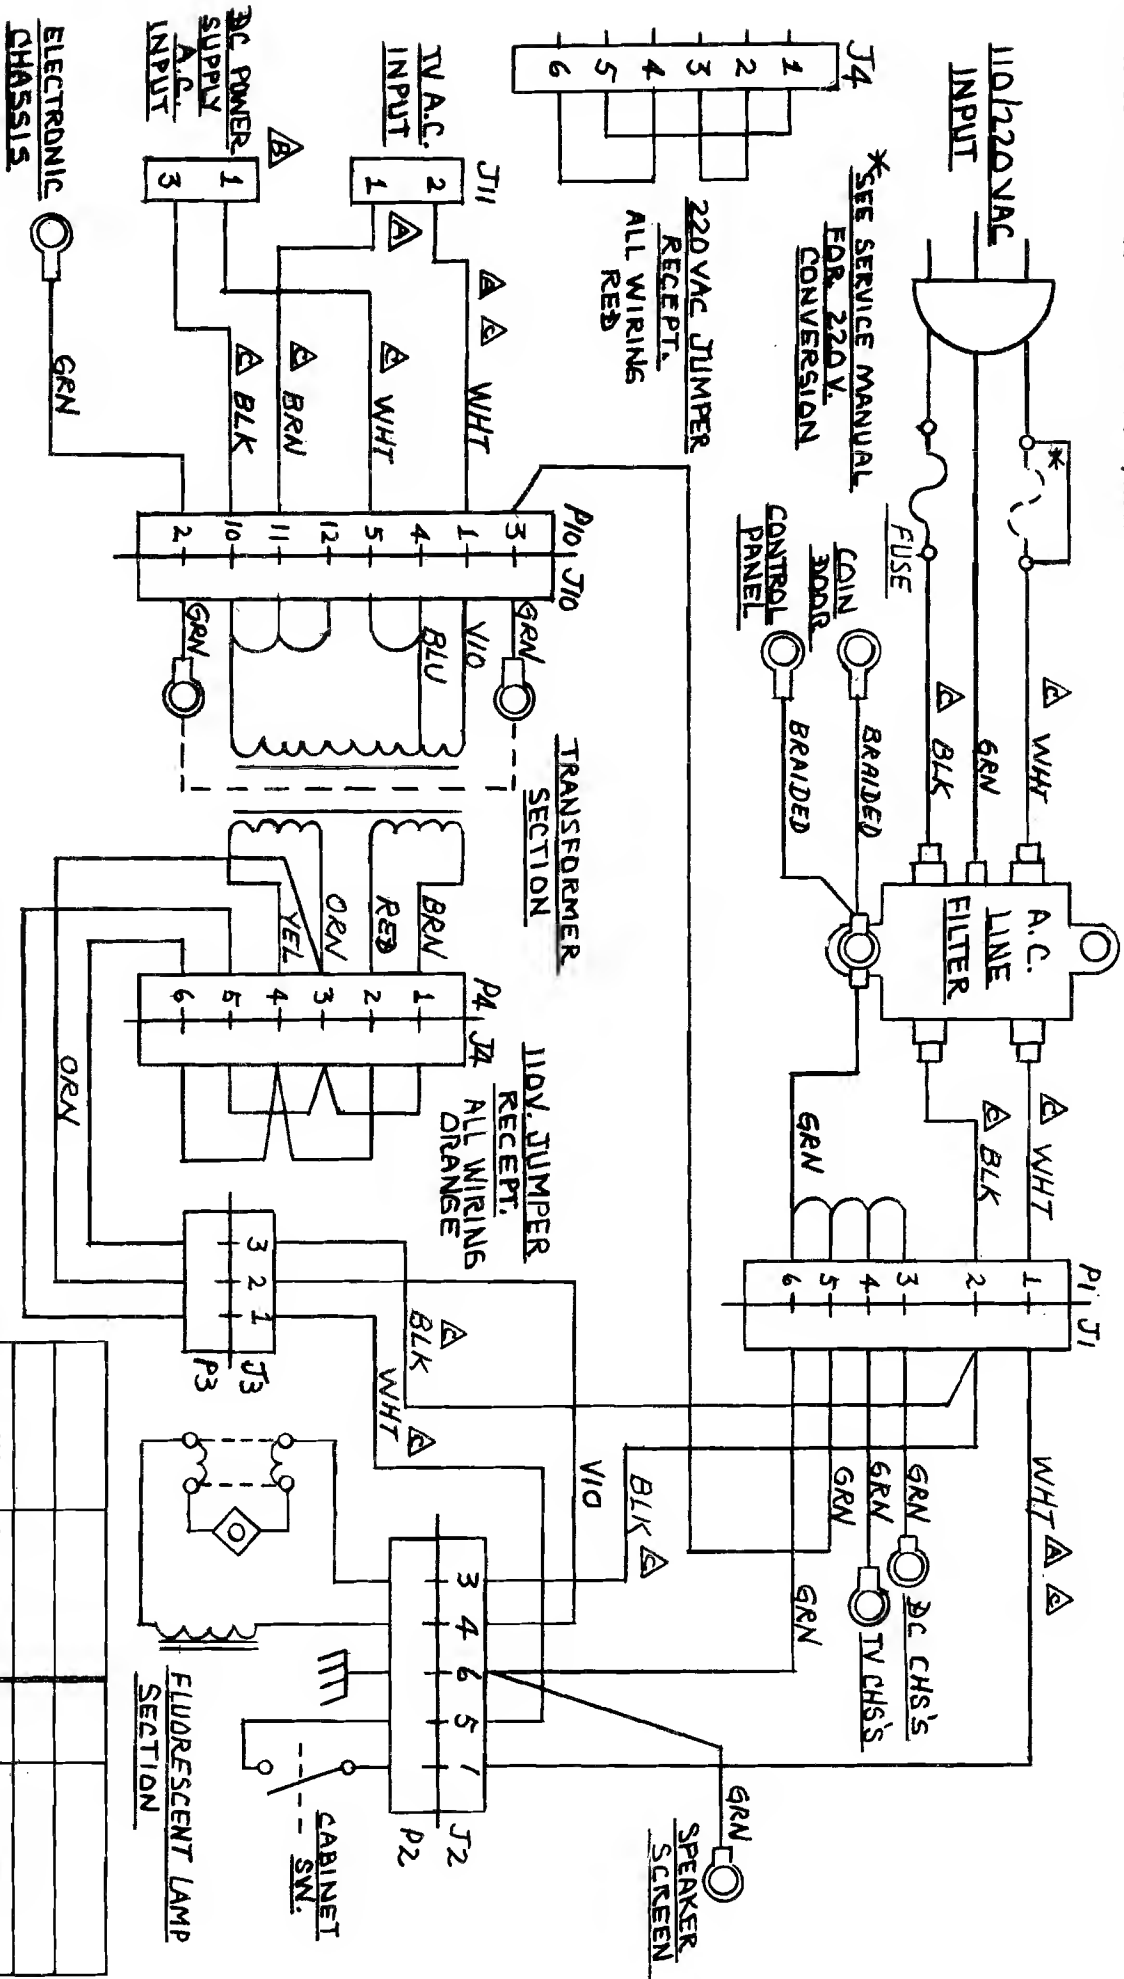 110/220 VAC
INPUT
*SEE SERVICE MANUAL
FOR 220V.
CONVERSION
*
FUSE
WHT
GRN
BLK
C
C
A.C.
LINE
FILTER
C
WHT
C
BLK
GRN
P1 J1
1
2
3
4
5
6
WHT A C
GRN
DC CHS'S
GRN
TV CHS'S
GRN
GRN
COIN
DOOR
CONTROL
PANEL
BRAIDED
BRAIDED
J4
1
2
3
4
5
6
220VAC JUMPER
RECEPT.
ALL WIRING
RED
TV A.C.
INPUT
J11
2
1
A
DC POWER
SUPPLY
A.C.
INPUT
B
1
3
ELECTRONIC
CHASSIS
A C
WHT
C
WHT
C
BRN
C
BLK
GRN
P10 J10
3
1
4
5
12
11
10
2
GRN
VIO
BLU
GRN
TRANSFORMER
SECTION
BRN
RED
ORN
YEL
ORN
P4 J4
1
2
3
4
5
6
110V. JUMPER
RECEPT.
ALL WIRING
ORANGE
3
2
1
J3
P3
C
BLK
WHT
C
VIO
BLK
C
3
4
6
5
1
J2
P2
GRN
SPEAKER
SCREEN
CABINET
SW.
FLUORESCENT LAMP
SECTION